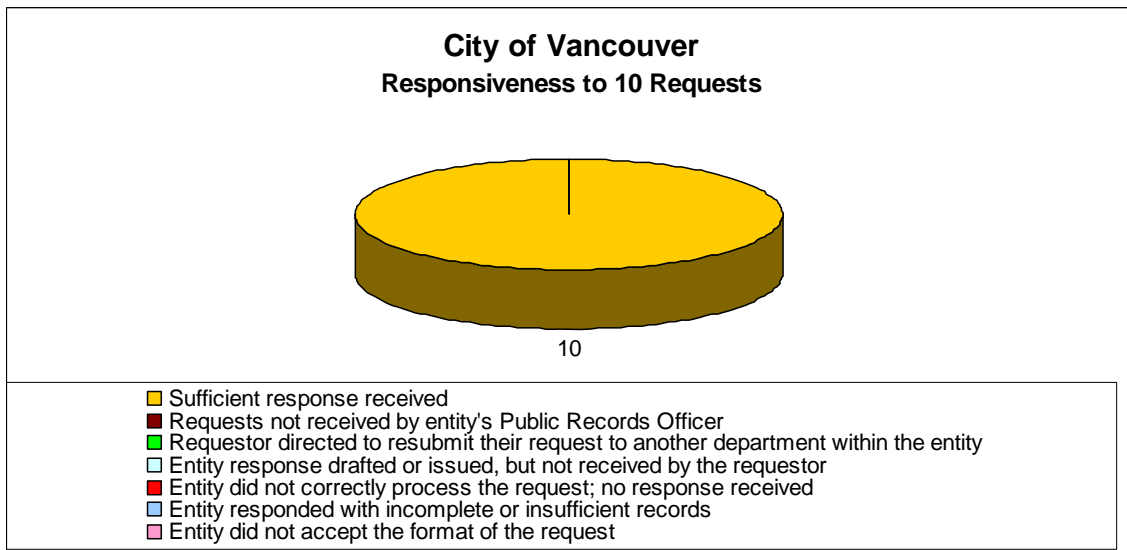 City of Vancouver
Responsiveness to 10 Requests
10
Sufficient response received
Requests not received by entity's Public Records Officer
Requestor directed to resubmit their request to another department within the entity
Entity response drafted or issued, but not received by the requestor
Entity did not correctly process the request; no response received
Entity responded with incomplete or insufficient records
Entity did not accept the format of the request